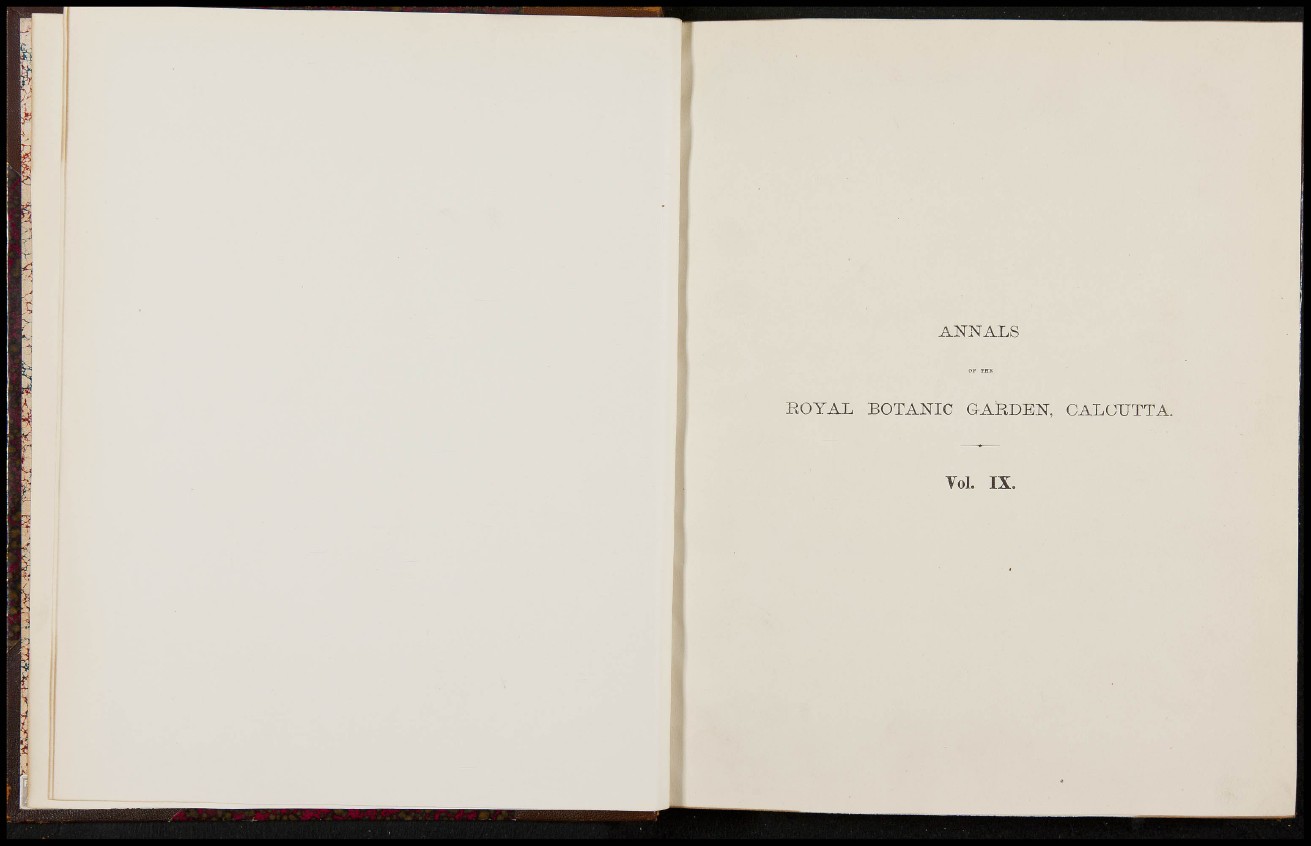 ANNALS
OF THE
ROYAL BOTANIC GARDEN, CALCUTTA.
Vol. IX.